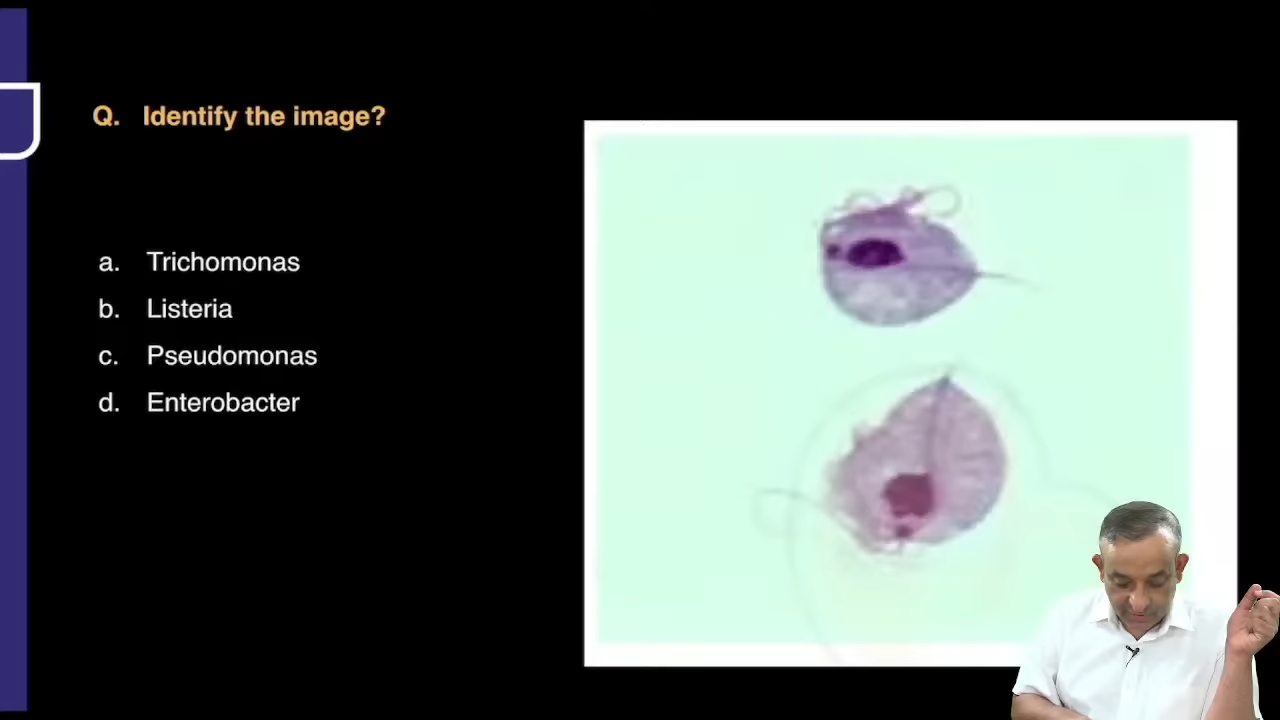 Q. Identify the image?
a. Trichomonas
b. Listeria
c. Pseudomonas
d. Enterobacter